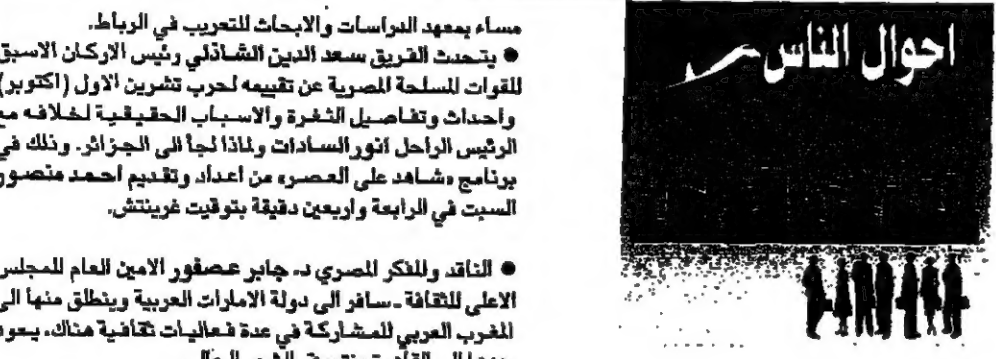 احوال الناس
مساء بمعهد الدراسات والابحاث للتعريب في الرباط.
● يتحدث الفريق سعد الدين الشاذلي رئيس الاركان الاسبق
للقوات المسلحة المصرية عن تقييمه لحرب تشرين الاول (اكتوبر)
واحداث وتفاصيل الثغرة والاسباب الحقيقية لخلافه مع
الرئيس الراحل انور السادات ولماذا لجأ الى الجزائر. وذلك في
برنامج «شاهد على العصر» من اعداد وتقديم احمد منصور
السبت في الرابعة واربعين دقيقة بتوقيت غرينتش.
● الناقد والمفكر المصري د. جابر عصفور الامين العام للمجلس
الاعلى للثقافة ـ سافر الى دولة الامارات العربية وينطلق منها الى
المغرب العربي للمشاركة في عدة فعاليات ثقافية هناك، يعود